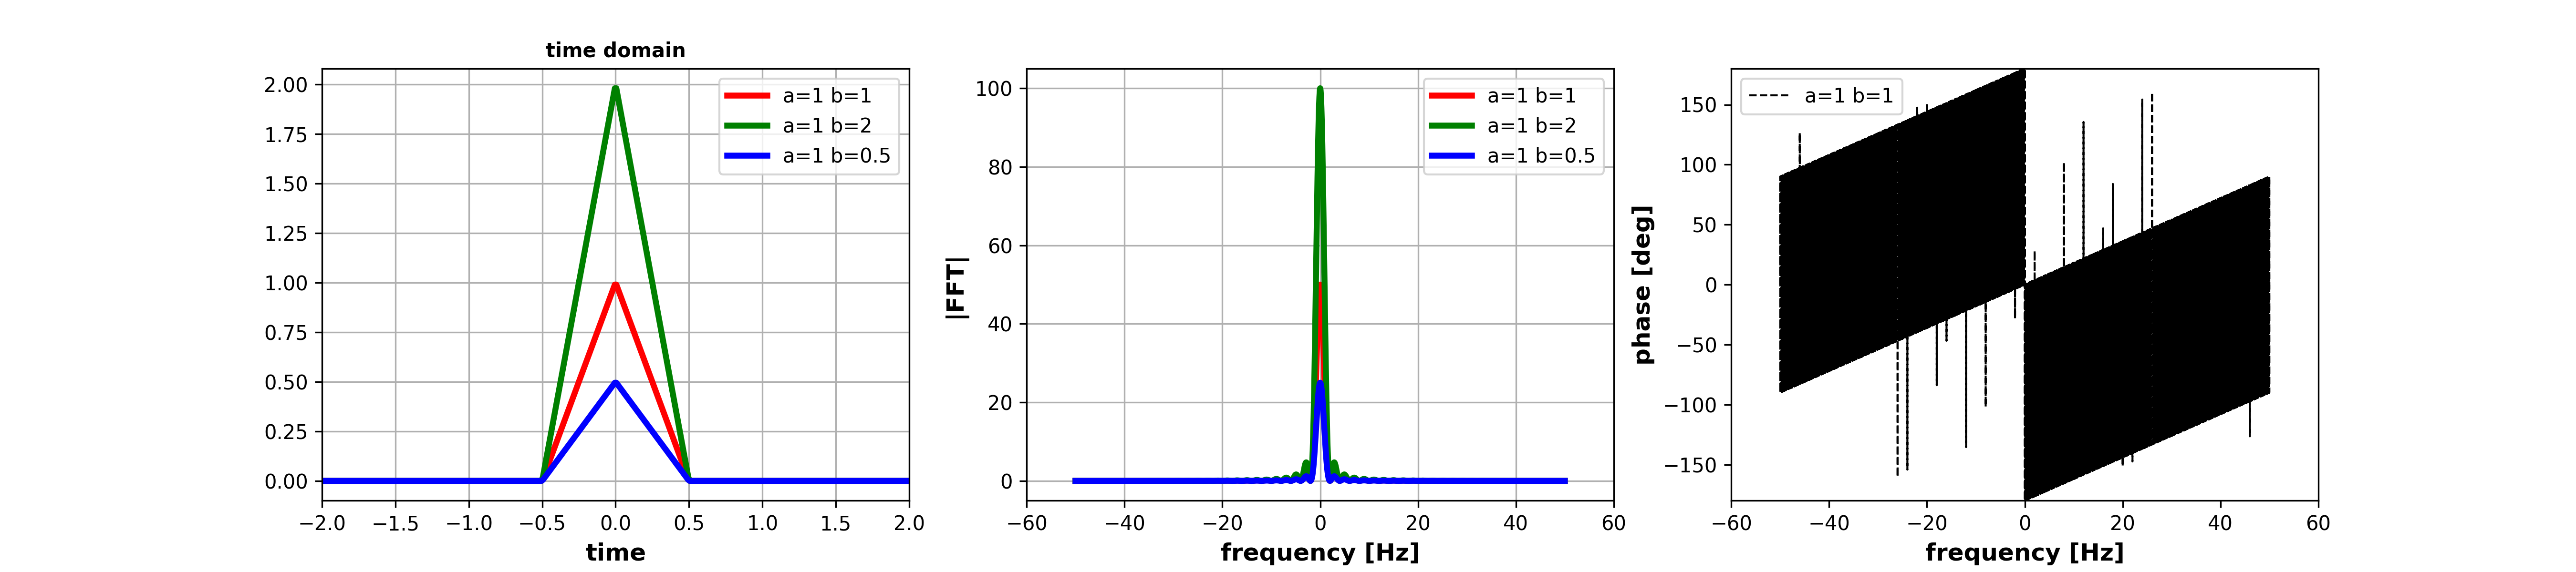 time domain
2.00
1.75
1.50
1.25
1.00
0.75
0.50
0.25
0.00
−2.0 −1.5 −1.0 −0.5 0.0 0.5 1.0 1.5 2.0
time
a=1 b=1
a=1 b=2
a=1 b=0.5
|FFT|
100
80
60
40
20
0
−60 −40 −20 0 20 40 60
frequency [Hz]
a=1 b=1
a=1 b=2
a=1 b=0.5
phase [deg]
150
100
50
0
−50
−100
−150
−60 −40 −20 0 20 40 60
frequency [Hz]
a=1 b=1